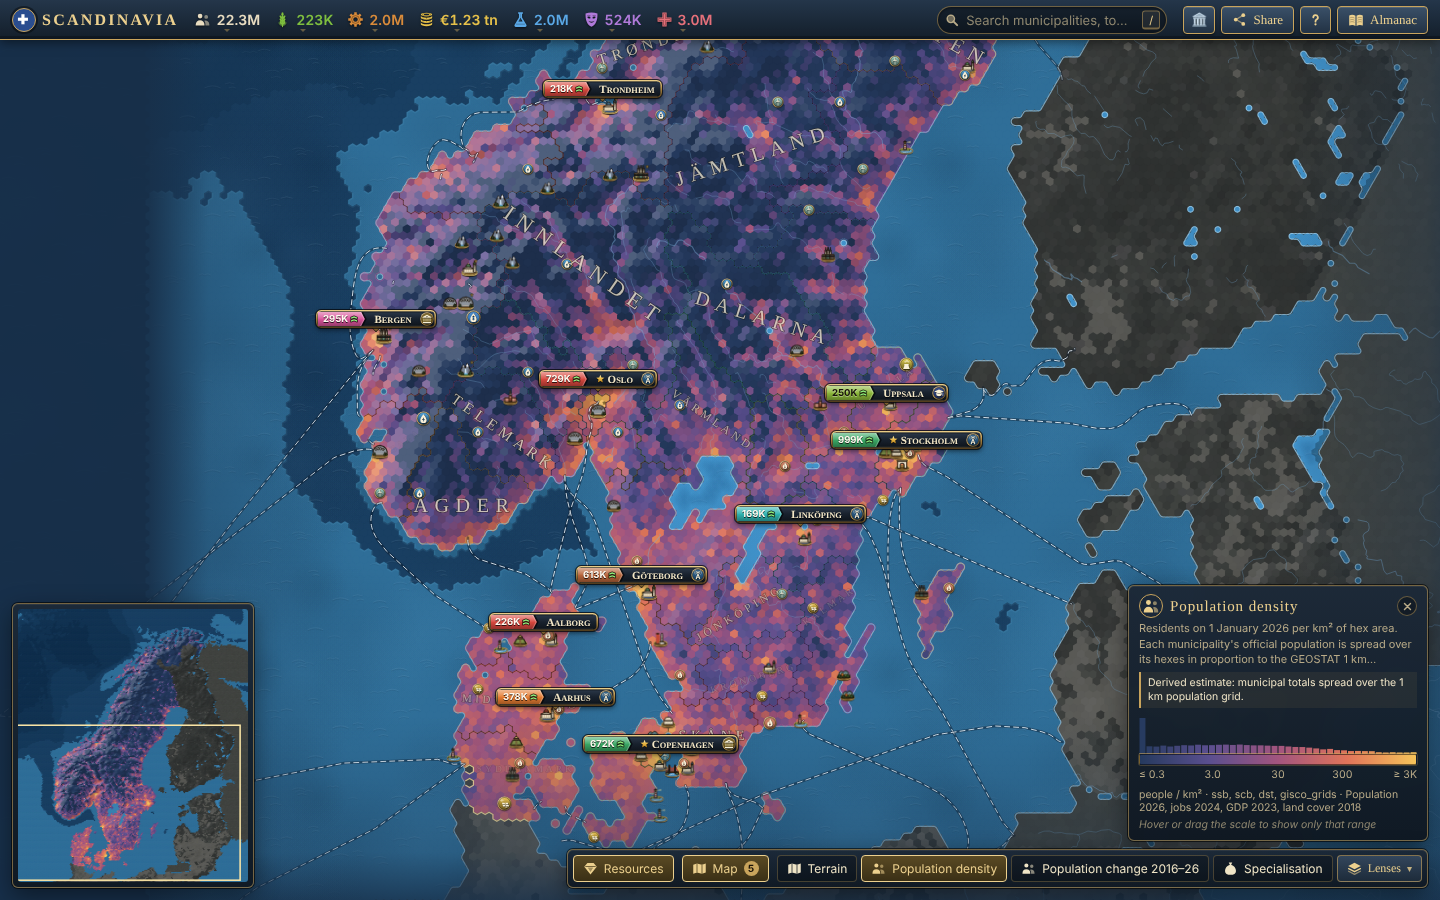 SCANDINAVIA
22.3M
223K
2.0M
€1.23 tn
2.0M
524K
3.0M
Search municipalities, to...
/
Share
?
Almanac
TRØND
EN
218K Trondheim
JÄMTLAND
INNLANDET
DALARNA
295K Bergen
729K Oslo
250K Uppsala
VÄRMLAND
TELEMARK
999K Stockholm
AGDER
169K Linköping
613K Göteborg
JÖNKÖPING
226K Aalborg
MID
378K Aarhus
SKANE
672K Copenhagen
Population density
Residents on 1 January 2026 per km² of hex area.
Each municipality's official population is spread over
its hexes in proportion to the GEOSTAT 1 km...
Derived estimate: municipal totals spread over the 1
km population grid.
≤ 0.3 3.0 30 300 ≥ 3K
people / km² · ssb, scb, dst, gisco_grids · Population
2026, jobs 2024, GDP 2023, land cover 2018
Hover or drag the scale to show only that range
Resources
Map 5
Terrain
Population density
Population change 2016–26
Specialisation
Lenses